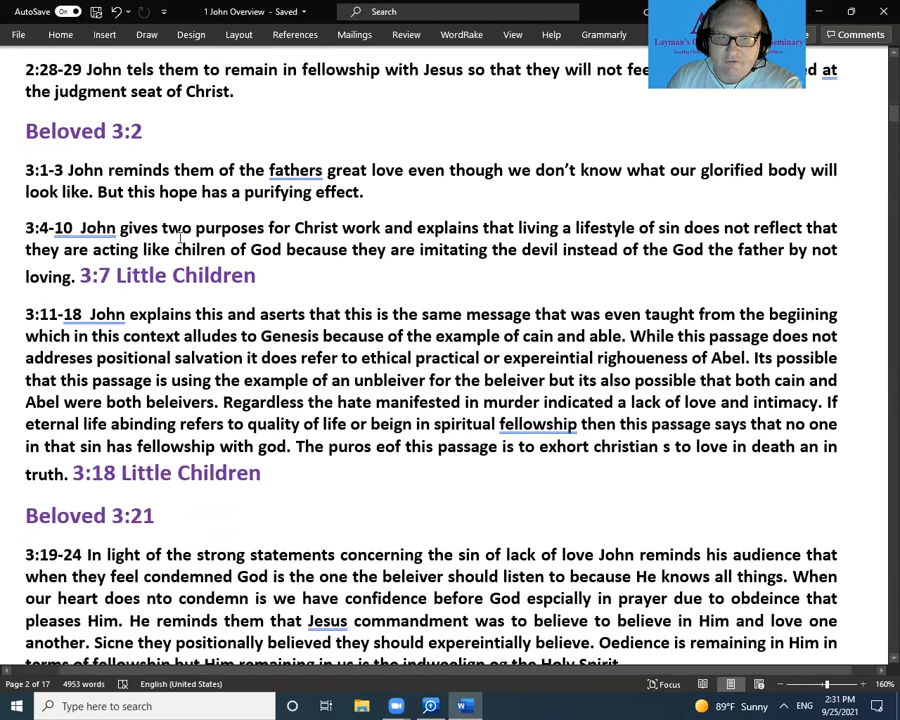 AutoSave On 1 John Overview - Saved Search
File Home Insert Draw Design Layout References Mailings Review View WordRake Help Grammarly Comments
2:28-29 John tells them to remain in fellowship with Jesus so that they will not fee at
the judgment seat of Christ.
Beloved 3:2
3:1-3 John reminds them of the fathers great love even though we don't know what our glorified body will
look like. But this hope has a purifying effect.
3:4-10 John gives two purposes for Christ work and explains that living a lifestyle of sin does not reflect that
they are acting like chilren of God because they are imitating the devil instead of the God the father by not
loving. 3:7 Little Children
3:11-18 John explains this and aserts that this is the same message that was even taught from the begiining
which in this context alludes to Genesis because of the example of cain and able. While this passage does not
addreses positional salvation it does refer to ethical practical or expereintial righoueness of Abel. Its possible
that this passage is using the example of an unbleiver for the beleiver but its also possible that both cain and
Abel were both beleivers. Regardless the hate manifested in murder indicated a lack of love and intimacy. If
eternal life abinding refers to quality of life or beign in spiritual fellowship then this passage says that no one
in that sin has fellowship with god. The puros eof this passage is to exhort christian s to love in death an in
truth. 3:18 Little Children
Beloved 3:21
3:19-24 In light of the strong statements concerning the sin of lack of love John reminds his audience that
when they feel condemned God is the one the beleiver should listen to because He knows all things. When
our heart does nto condemn is we have confidence before God espcially in prayer due to obdeince that
pleases Him. He reminds them that Jesus commandment was to believe to believe in Him and love one
another. Sicne they positionally believed they should expereintially believe. Oedience is remaining in Him in
terms of fellowship but Him remaining in us is the indweolign og the Holy Spirit.
Page 2 of 17 4953 words English (United States) Focus 160%
Type here to search 89°F Sunny ENG 2:31 PM
9/25/2021